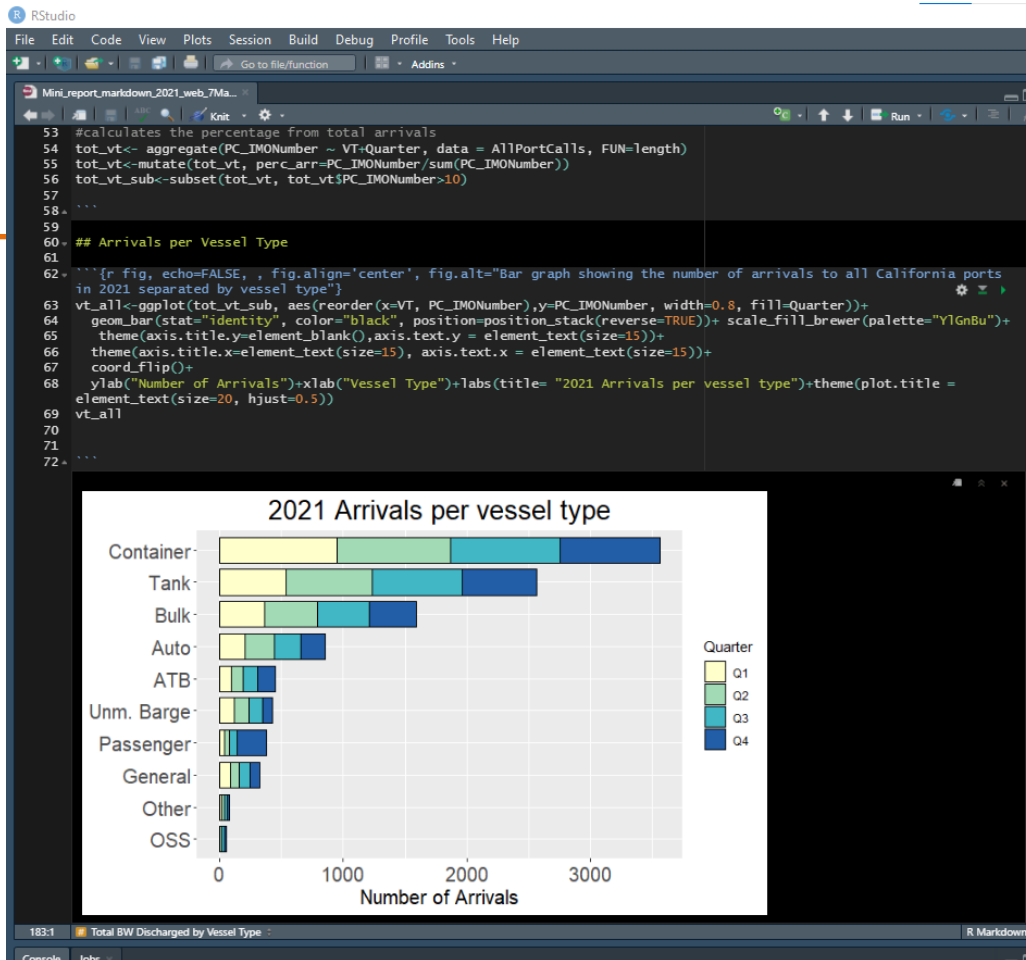 RStudio
File Edit Code View Plots Session Build Debug Profile Tools Help
Go to file/function Addins
Mini_report_markdown_2021_web_7Ma...
ABC Knit Run
53 #calculates the percentage from total arrivals
54 tot_vt<- aggregate(PC_IMONumber ~ VT+Quarter, data = AllPortCalls, FUN=length)
55 tot_vt<-mutate(tot_vt, perc_arr=PC_IMONumber/sum(PC_IMONumber))
56 tot_vt_sub<-subset(tot_vt, tot_vt$PC_IMONumber>10)
57
58 ```
59
60 ## Arrivals per Vessel Type
61
62 ```{r fig, echo=FALSE, , fig.align='center', fig.alt="Bar graph showing the number of arrivals to all California ports
in 2021 separated by vessel type"}
63 vt_all<-ggplot(tot_vt_sub, aes(reorder(x=VT, PC_IMONumber),y=PC_IMONumber, width=0.8, fill=Quarter))+
64 geom_bar(stat="identity", color="black", position=position_stack(reverse=TRUE))+ scale_fill_brewer(palette="YlGnBu")+
65 theme(axis.title.y=element_blank(),axis.text.y = element_text(size=15))+
66 theme(axis.title.x=element_text(size=15), axis.text.x = element_text(size=15))+
67 coord_flip()+
68 ylab("Number of Arrivals")+xlab("Vessel Type")+labs(title= "2021 Arrivals per vessel type")+theme(plot.title =
element_text(size=20, hjust=0.5))
69 vt_all
70
71
72 ```
2021 Arrivals per vessel type
Container
Tank
Bulk
Auto
ATB
Unm. Barge
Passenger
General
Other
OSS
0 1000 2000 3000
Number of Arrivals
Quarter
Q1
Q2
Q3
Q4
183:1 # Total BW Discharged by Vessel Type R Markdown
Console Jobs